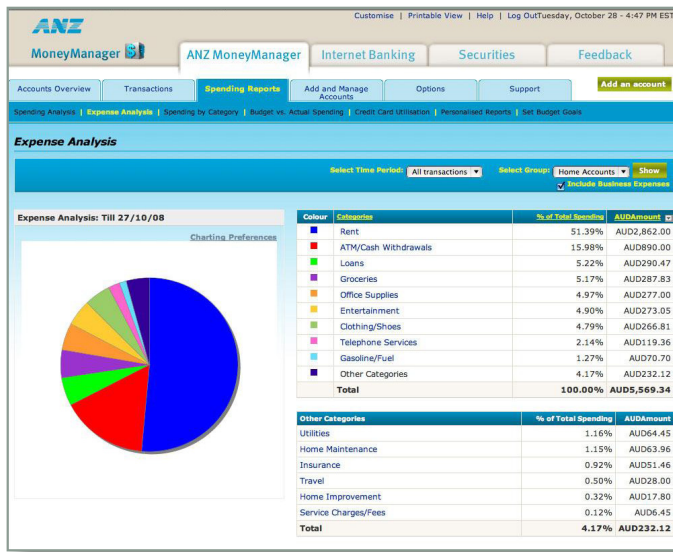 Customise | Printable View | Help | Log OutTuesday, October 28 - 4:47 PM EST
ANZ
MoneyManager
ANZ MoneyManager Internet Banking Securities Feedback
Accounts Overview Transactions Spending Reports Add and Manage Accounts Options Support Add an account
Spending Analysis | Expense Analysis | Spending by Category | Budget vs. Actual Spending | Credit Card Utilisation | Personalised Reports | Set Budget Goals
Expense Analysis
Select Time Period: All transactions Select Group: Home Accounts Show
Include Business Expenses
Expense Analysis: Till 27/10/08
Charting Preferences
Colour Categories % of Total Spending AUDAmount
Rent 51.39% AUD2,862.00
ATM/Cash Withdrawals 15.98% AUD890.00
Loans 5.22% AUD290.47
Groceries 5.17% AUD287.83
Office Supplies 4.97% AUD277.00
Entertainment 4.90% AUD273.05
Clothing/Shoes 4.79% AUD266.81
Telephone Services 2.14% AUD119.36
Gasoline/Fuel 1.27% AUD70.70
Other Categories 4.17% AUD232.12
Total 100.00% AUD5,569.34
Other Categories % of Total Spending AUDAmount
Utilities 1.16% AUD64.45
Home Maintenance 1.15% AUD63.96
Insurance 0.92% AUD51.46
Travel 0.50% AUD28.00
Home Improvement 0.32% AUD17.80
Service Charges/Fees 0.12% AUD6.45
Total 4.17% AUD232.12